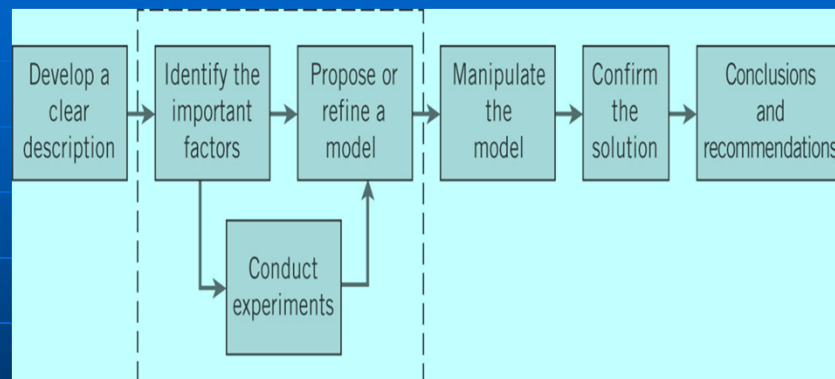 Develop a
clear
description
Identify the
important
factors
Propose or
refine a
model
Manipulate
the
model
Confirm
the
solution
Conclusions
and
recommendations
Conduct
experiments